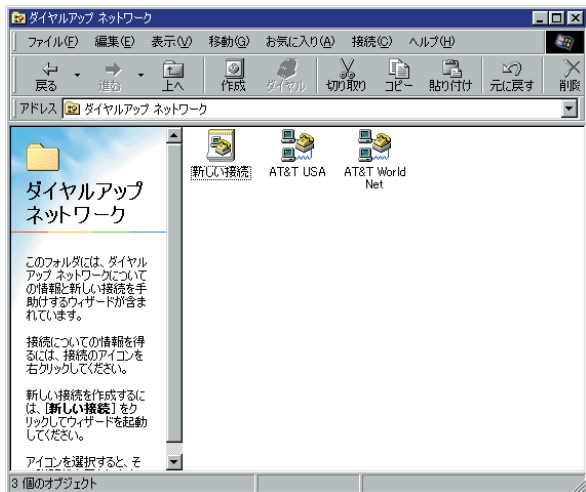 ダイヤルアップ ネットワーク
ファイル(F) 編集(E) 表示(V) 移動(G) お気に入り(A) 接続(C) ヘルプ(H)
戻る 進む 上へ 作成 ダイヤル 切り取り コピー 貼り付け 元に戻す 削除
アドレス ダイヤルアップ ネットワーク
ダイヤルアップ
ネットワーク
このフォルダには、ダイヤル
アップ ネットワークについて
の情報と新しい接続を手
助けするウィザードが含ま
れています。
接続についての情報を得
るには、接続のアイコンを
右クリックしてください。
新しい接続を作成するに
は、[新しい接続] をク
リックしてウィザードを起動
してください。
アイコンを選択すると、そ
新しい接続 AT&T USA AT&T World
Net
3 個のオブジェクト